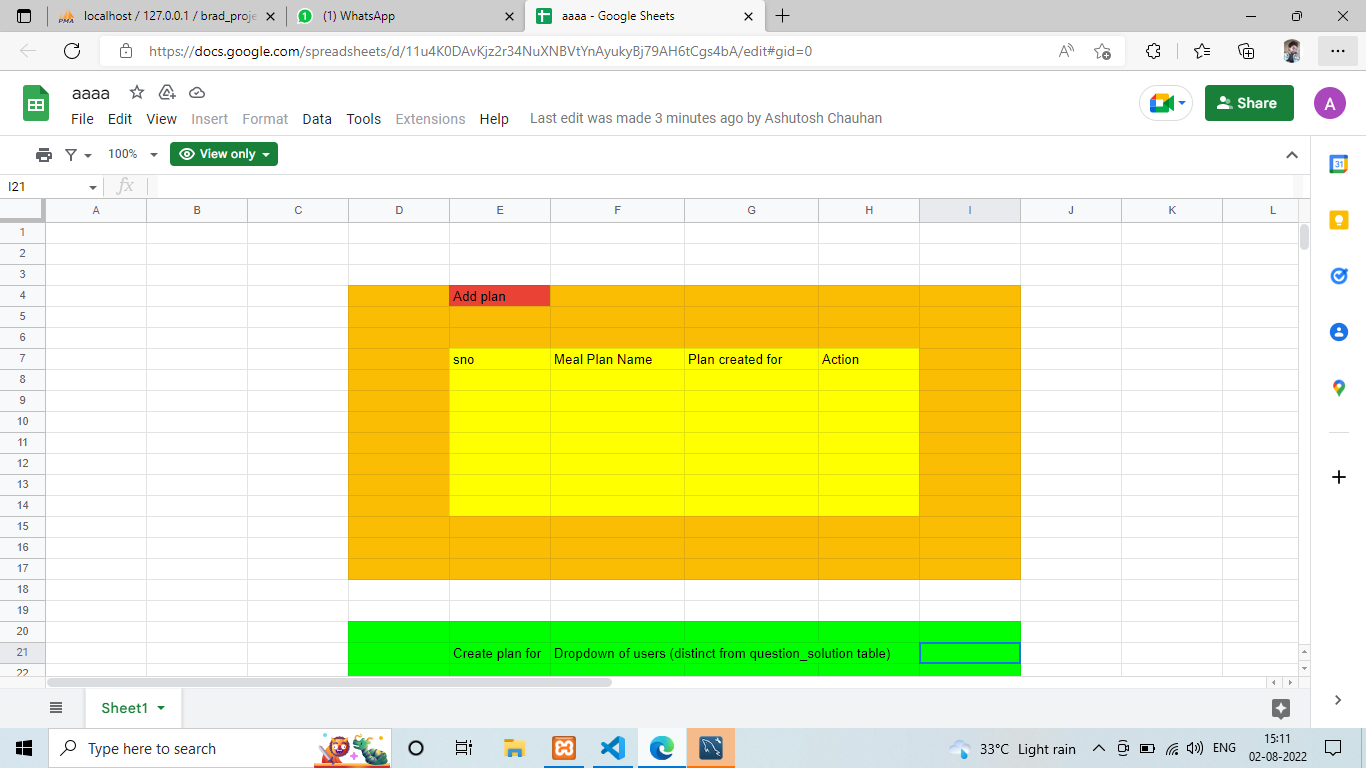 PMA localhost / 127.0.0.1 / brad_proje
1 (1) WhatsApp
aaaa - Google Sheets
https://docs.google.com/spreadsheets/d/11u4K0DAvKjz2r34NuXNBVtYnAyukyBj79AH6tCgs4bA/edit#gid=0
aaaa
File Edit View Insert Format Data Tools Extensions Help Last edit was made 3 minutes ago by Ashutosh Chauhan
Share
A
100% View only
31
I21 fx
A B C D E F G H I J K L
1
2
3
4 Add plan
5
6
7 sno Meal Plan Name Plan created for Action
8
9
10
11
12
13
14
15
16
17
18
19
20
21 Create plan for Dropdown of users (distinct from question_solution table)
22
Sheet1
Type here to search
33°C Light rain
ENG
15:11
02-08-2022